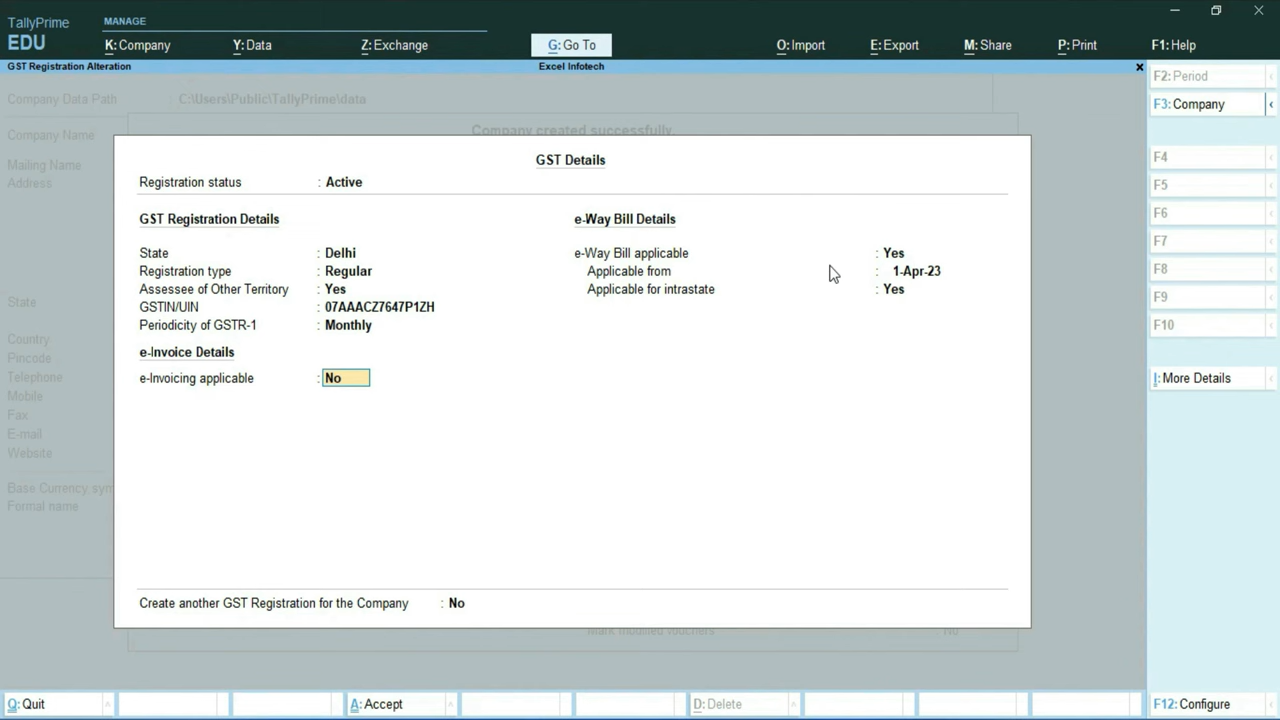 TallyPrime
EDU
MANAGE
K: Company
Y: Data
Z: Exchange
G: Go To
O: Import
E: Export
M: Share
P: Print
F1: Help
GST Registration Alteration
Excel Infotech
×
F2: Period
F3: Company
F4
F5
F6
F7
F8
F9
F10
I: More Details
F12: Configure
Company Data Path : C:\Users\Public\TallyPrime\data
Company created successfully.
Company Name
Mailing Name
Address
State
Country
Pincode
Telephone
Mobile
Fax
E-mail
Website
Base Currency sym
Formal name
GST Details
Registration status : Active
GST Registration Details
State : Delhi
Registration type : Regular
Assessee of Other Territory : Yes
GSTIN/UIN : 07AAACZ7647P1ZH
Periodicity of GSTR-1 : Monthly
e-Invoice Details
e-Invoicing applicable : No
e-Way Bill Details
e-Way Bill applicable : Yes
Applicable from : 1-Apr-23
Applicable for intrastate : Yes
Create another GST Registration for the Company : No
Mark modified vouchers No
Q: Quit
A: Accept
D: Delete